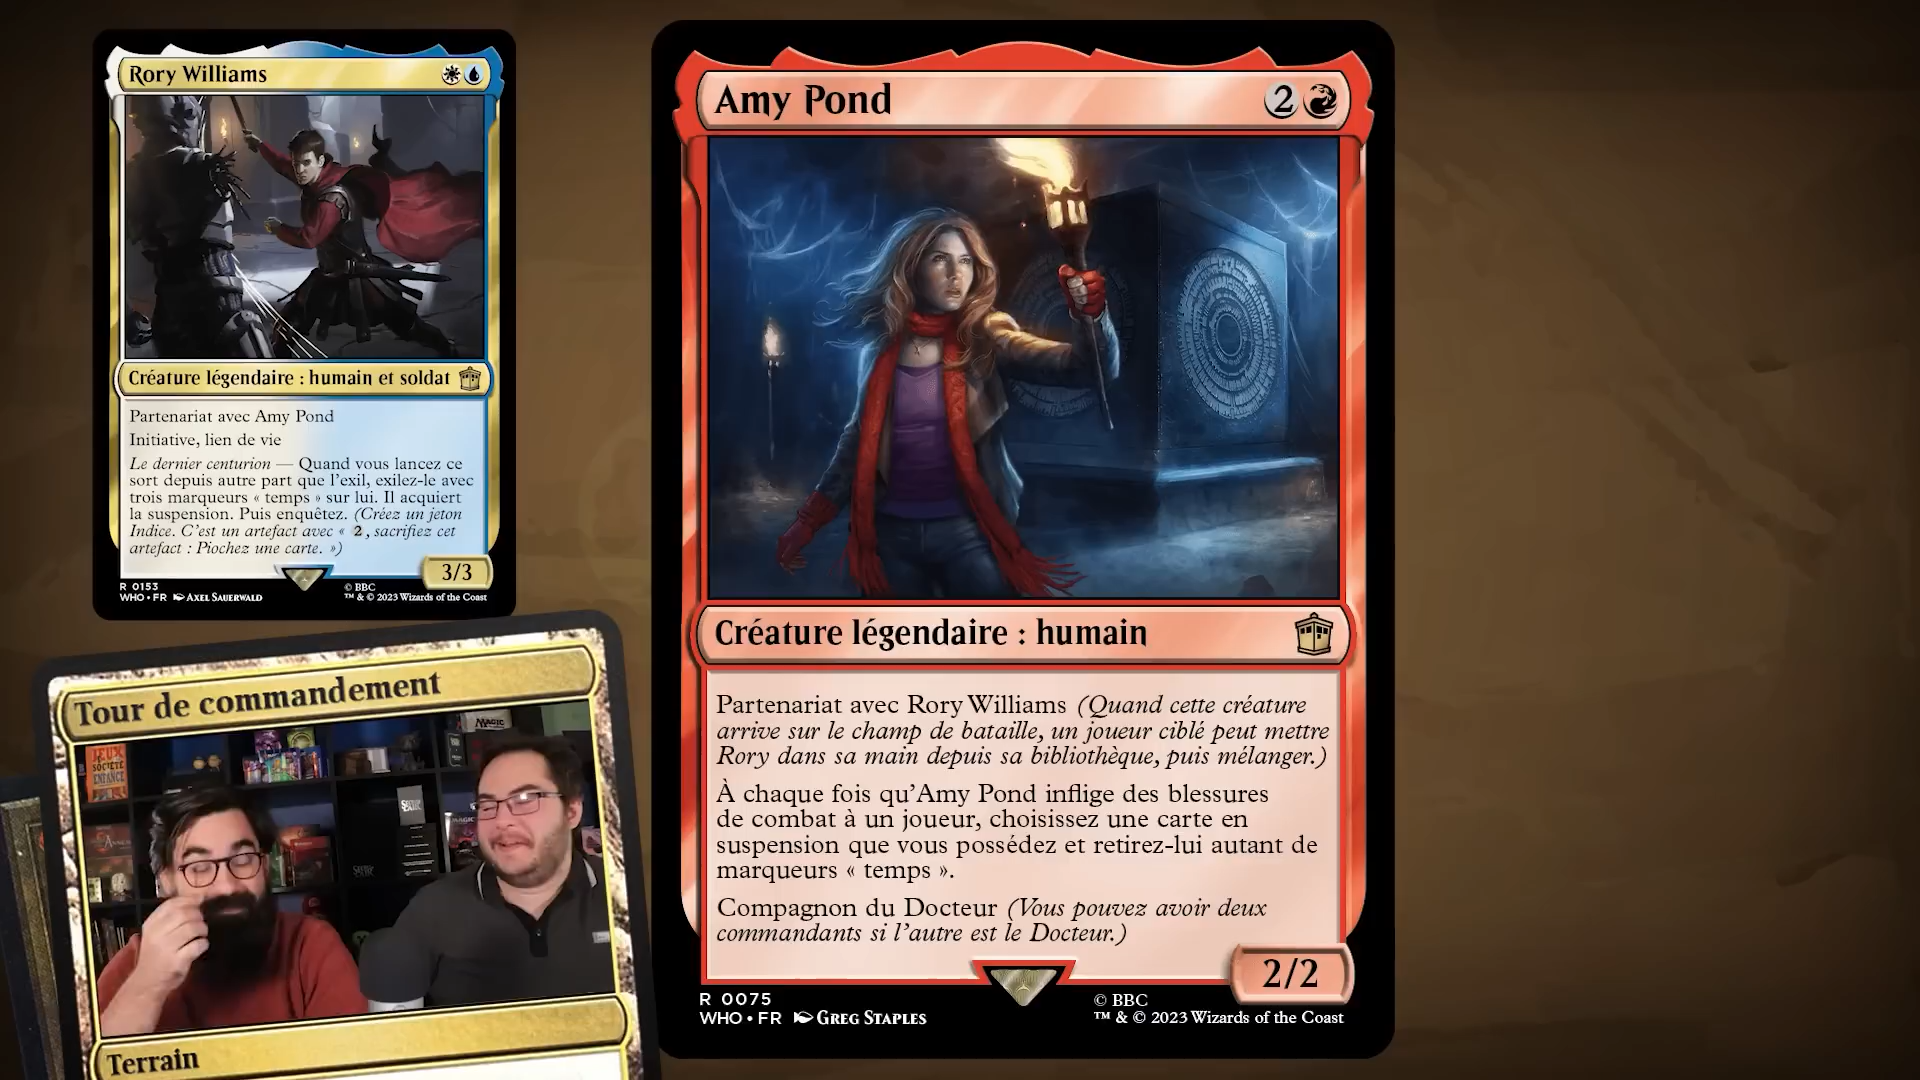 Rory Williams
Créature légendaire : humain et soldat
Partenariat avec Amy Pond
Initiative, lien de vie
Le dernier centurion — Quand vous lancez ce
sort depuis autre part que l'exil, exilez-le avec
trois marqueurs « temps » sur lui. Il acquiert
la suspension. Puis enquêtez. (Créez un jeton
Indice. C'est un artefact avec « 2, sacrifiez cet
artefact : Piochez une carte. »)
3/3
R 0153
WHO • FR AXEL SAUERWALD
© BBC
™ & © 2023 Wizards of the Coast
Amy Pond
2
Créature légendaire : humain
Partenariat avec Rory Williams (Quand cette créature
arrive sur le champ de bataille, un joueur ciblé peut mettre
Rory dans sa main depuis sa bibliothèque, puis mélanger.)
À chaque fois qu'Amy Pond inflige des blessures
de combat à un joueur, choisissez une carte en
suspension que vous possédez et retirez-lui autant de
marqueurs « temps ».
Compagnon du Docteur (Vous pouvez avoir deux
commandants si l'autre est le Docteur.)
2/2
R 0075
WHO • FR GREG STAPLES
© BBC
™ & © 2023 Wizards of the Coast
Tour de commandement
MAGIC
JEUX
SOCIÉTÉ
ENFANCE
Terrain